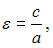 ε = c/a,